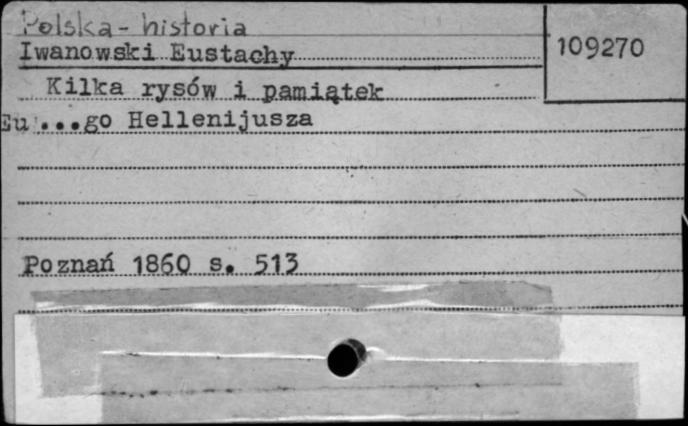 Polska - historia
Iwanowski Eustachy
109270
Kilka rysów i pamiątek
Eu...go Hellenijusza
Poznań 1860 s. 513